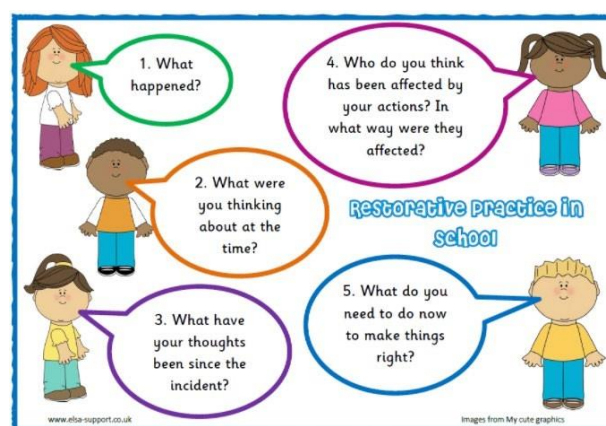 1. What
happened?
2. What were
you thinking
about at the
time?
3. What have
your thoughts
been since the
incident?
4. Who do you think
has been affected by
your actions? In
what way were they
affected?
Restorative Practice in
School
5. What do you
need to do now
to make things
right?
www.elsa-support.co.uk
Images from My cute graphics